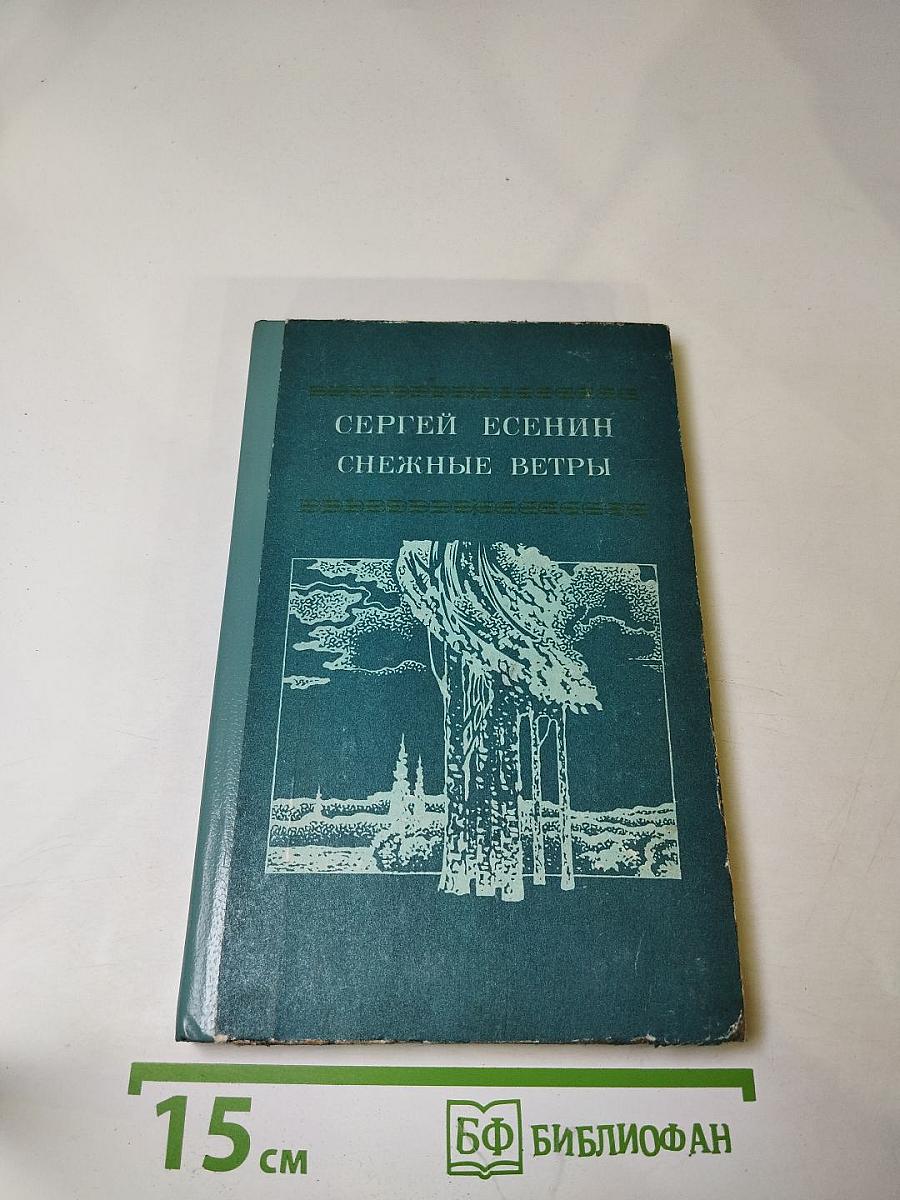 СЕРГЕЙ ЕСЕНИН
СНЕЖНЫЕ ВЕТРЫ
15 см
БФ БИБЛИОФАН